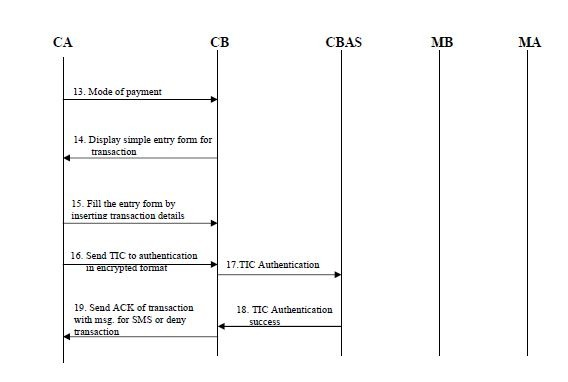 CA CB CBAS MB MA
13. Mode of payment
14. Display simple entry form for
transaction
15. Fill the entry form by
inserting transaction details
16. Send TIC to authentication
in encrypted format
17.TIC Authentication
18. TIC Authentication
success
19. Send ACK of transaction
with msg. for SMS or deny
transaction